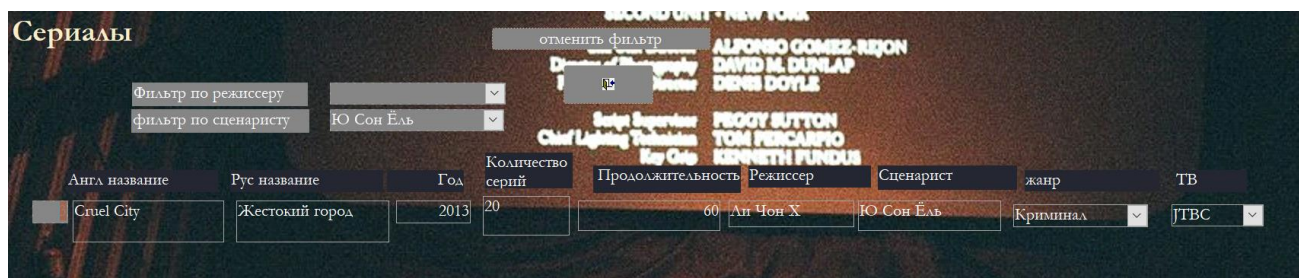 SECOND UNIT - NEW YORK
Сериалы
отменить фильтр
ALFONSO GOMEZ-REJON
Director of Photography DAVID M. DUNLAP
DENIS DOYLE
Фильтр по режиссеру
фильтр по сценаристу Ю Сон Ёль
Script Supervisor PEGGY SUTTON
Chief Lighting Technician TOM PERCARPIO
Key Grip KENNETH FUNDUS
Англ название Рус название Год Количество серий Продолжительность Режиссер Сценарист жанр ТВ
Cruel City Жестокий город 2013 20 60 Ли Чон Х Ю Сон Ёль Криминал JTBC